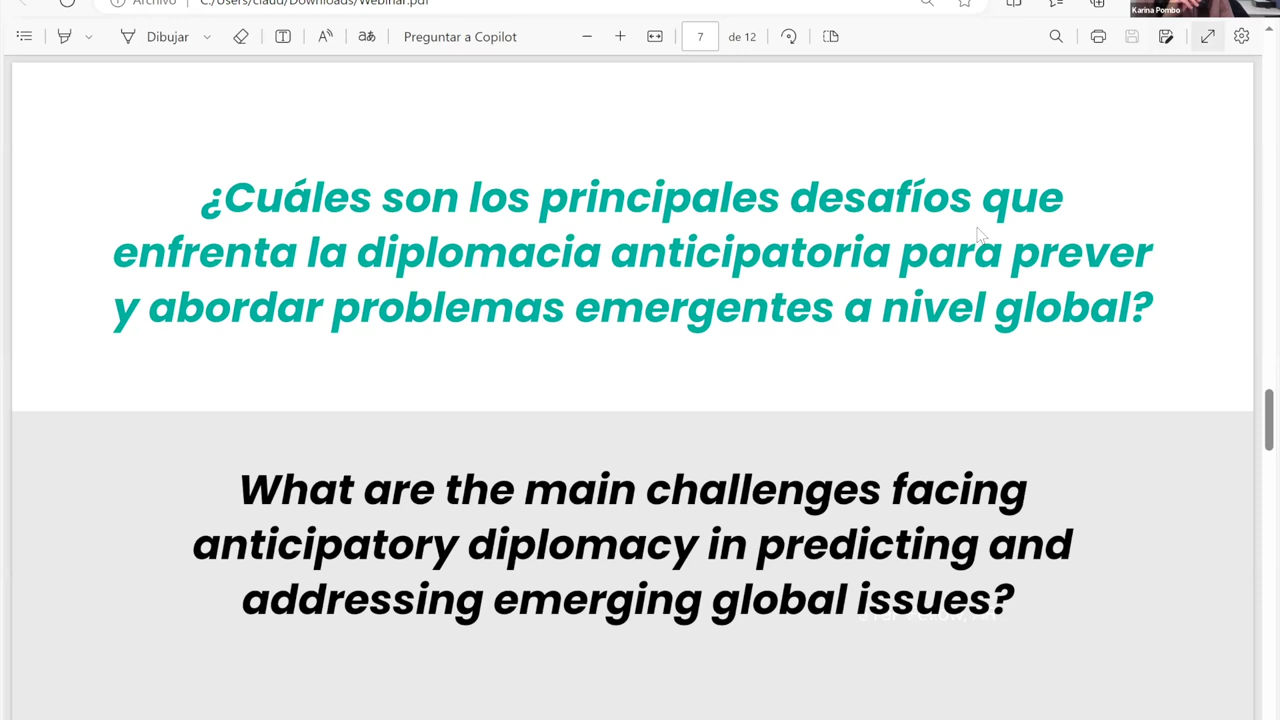 Archivo C:/Users/claud/Downloads/Webinar.pdf
Karina Pombo
Dibujar
Preguntar a Copilot
7 de 12
¿Cuáles son los principales desafíos que
enfrenta la diplomacia anticipatoria para prever
y abordar problemas emergentes a nivel global?
What are the main challenges facing
anticipatory diplomacy in predicting and
addressing emerging global issues?